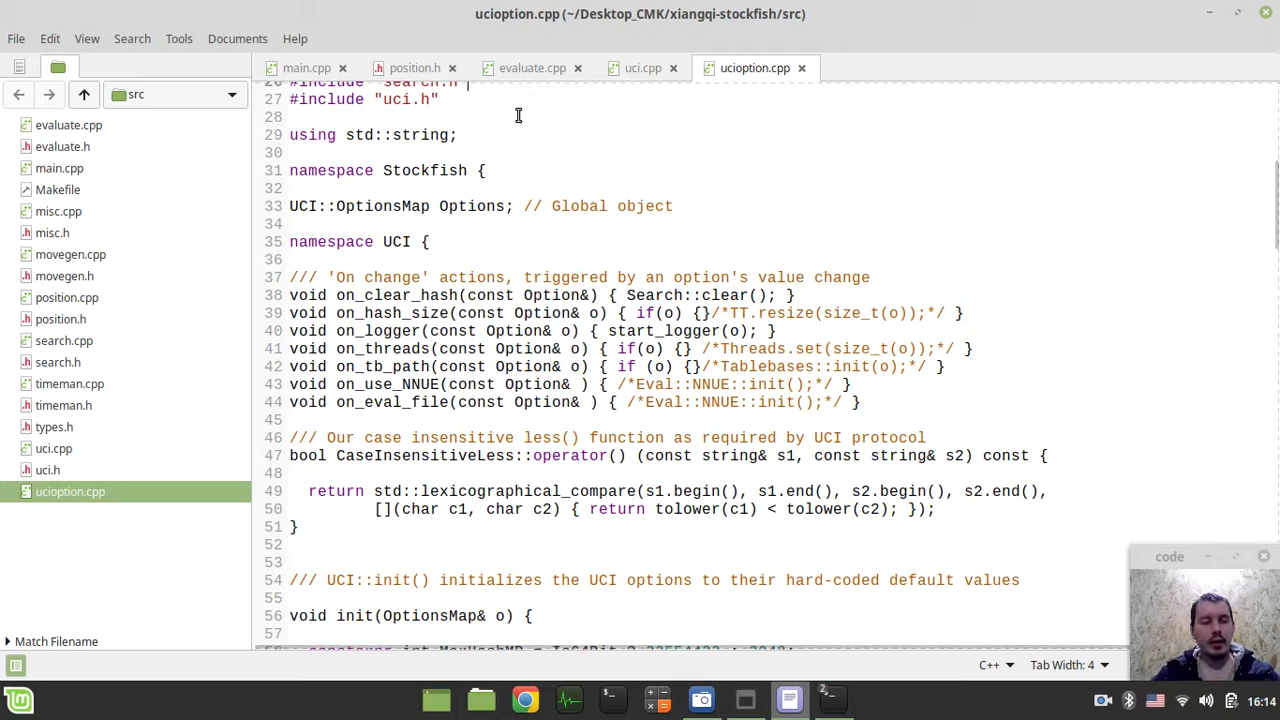 ucioption.cpp (~/Desktop_CMK/xiangqi-stockfish/src)
File Edit View Search Tools Documents Help
main.cpp position.h evaluate.cpp uci.cpp ucioption.cpp
src
evaluate.cpp
evaluate.h
main.cpp
Makefile
misc.cpp
misc.h
movegen.cpp
movegen.h
position.cpp
position.h
search.cpp
search.h
timeman.cpp
timeman.h
types.h
uci.cpp
uci.h
ucioption.cpp
Match Filename
26 #include "search.h"
27 #include "uci.h"
28
29 using std::string;
30
31 namespace Stockfish {
32
33 UCI::OptionsMap Options; // Global object
34
35 namespace UCI {
36
37 /// 'On change' actions, triggered by an option's value change
38 void on_clear_hash(const Option&) { Search::clear(); }
39 void on_hash_size(const Option& o) { if(o) {}/*TT.resize(size_t(o));*/ }
40 void on_logger(const Option& o) { start_logger(o); }
41 void on_threads(const Option& o) { if(o) {} /*Threads.set(size_t(o));*/ }
42 void on_tb_path(const Option& o) { if (o) {}/*Tablebases::init(o);*/ }
43 void on_use_NNUE(const Option& ) { /*Eval::NNUE::init();*/ }
44 void on_eval_file(const Option& ) { /*Eval::NNUE::init();*/ }
45
46 /// Our case insensitive less() function as required by UCI protocol
47 bool CaseInsensitiveLess::operator() (const string& s1, const string& s2) const {
48
49 return std::lexicographical_compare(s1.begin(), s1.end(), s2.begin(), s2.end(),
50 [](char c1, char c2) { return tolower(c1) < tolower(c2); });
51 }
52
53
54 /// UCI::init() initializes the UCI options to their hard-coded default values
55
56 void init(OptionsMap& o) {
57
58 constexpr int MaxHashMB = Is64Bit ? 33554432 : 2048;
code
C++ Tab Width: 4
16:14